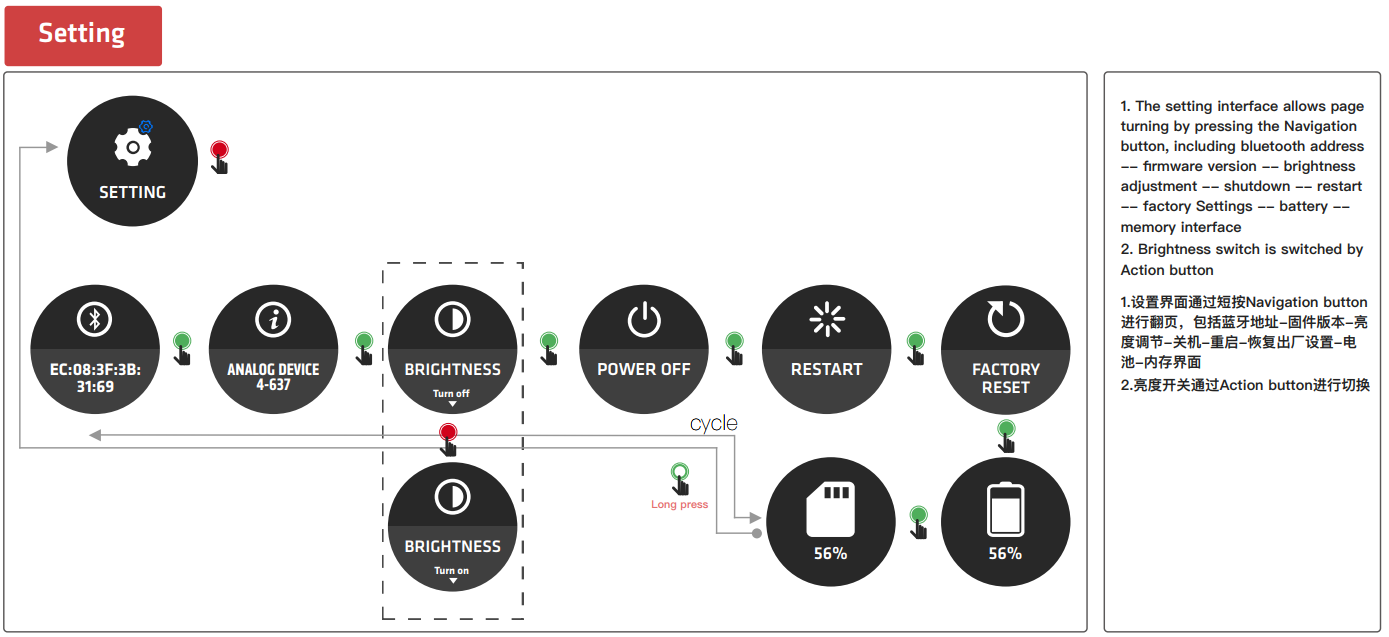 Setting
SETTING
EC:08:3F:3B:
31:69
ANALOG DEVICE
4-637
BRIGHTNESS
Turn off
POWER OFF
RESTART
FACTORY
RESET
cycle
Long press
BRIGHTNESS
Turn on
56%
56%
1. The setting interface allows page
turning by pressing the Navigation
button, including bluetooth address
-- firmware version -- brightness
adjustment -- shutdown -- restart
-- factory Settings -- battery --
memory interface
2. Brightness switch is switched by
Action button
1.设置界面通过短按Navigation button
进行翻页，包括蓝牙地址-固件版本-亮
度调节-关机-重启-恢复出厂设置-电
池-内存界面
2.亮度开关通过Action button进行切换